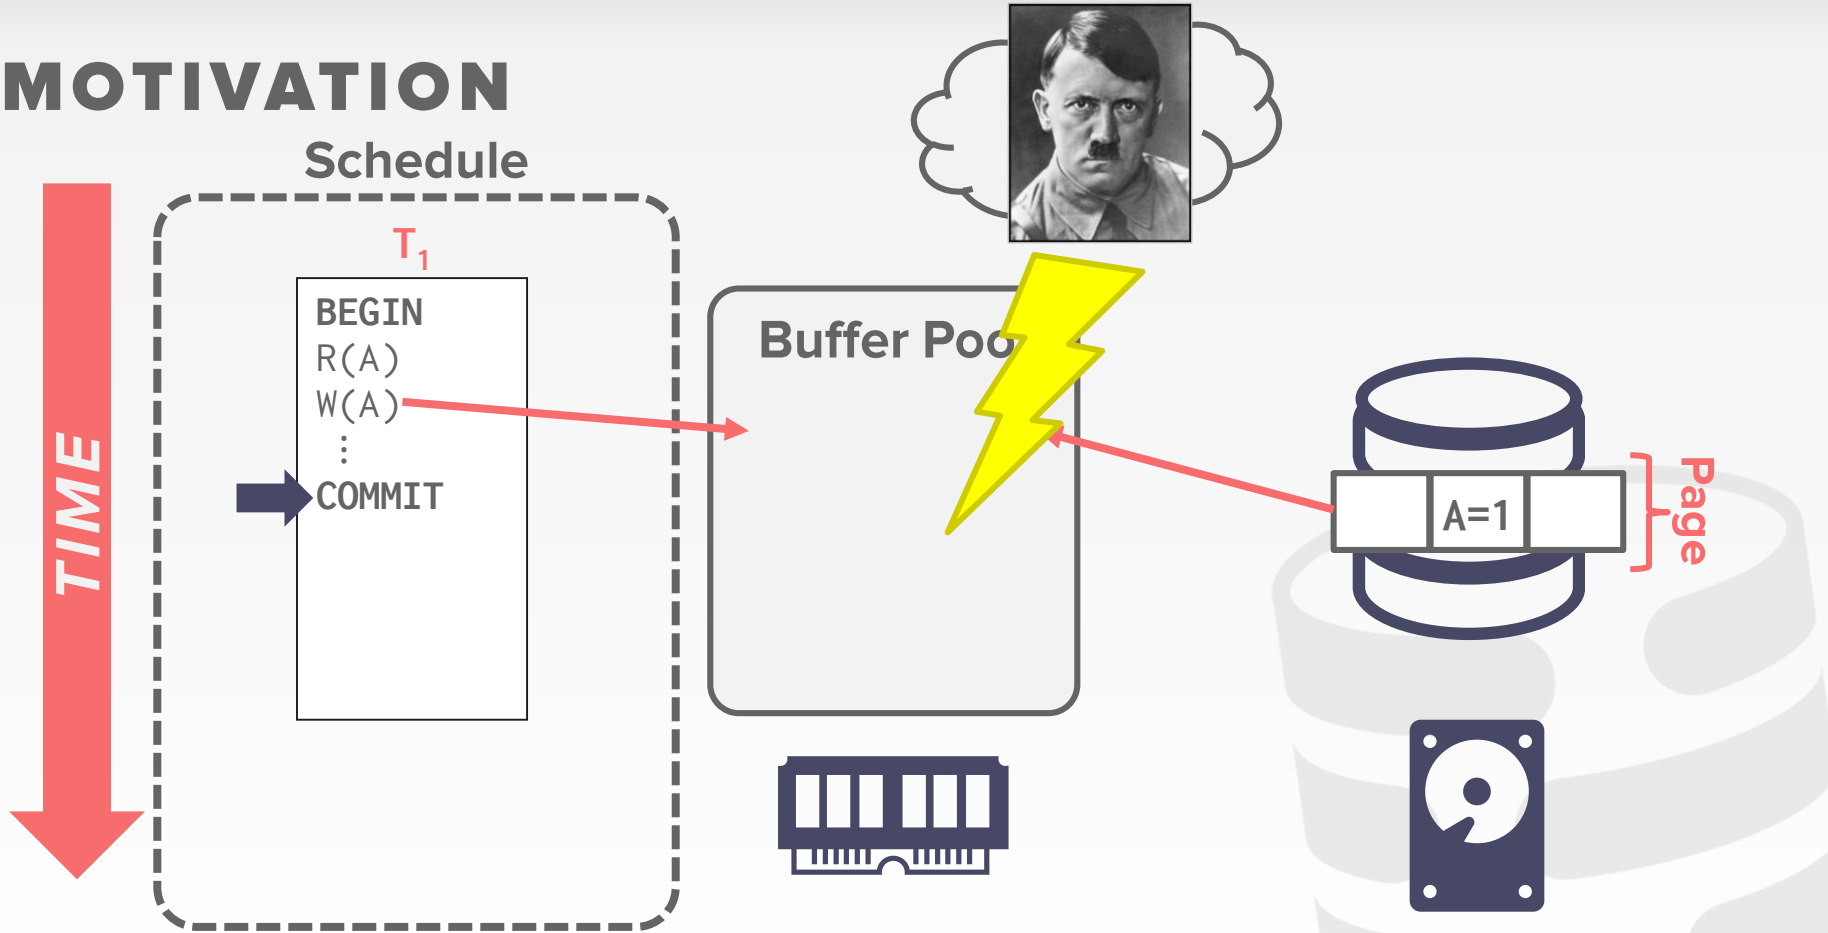 MOTIVATION
Schedule
TIME
T1
BEGIN
R(A)
W(A)
⋮
COMMIT
Buffer Poo
A=1
Page